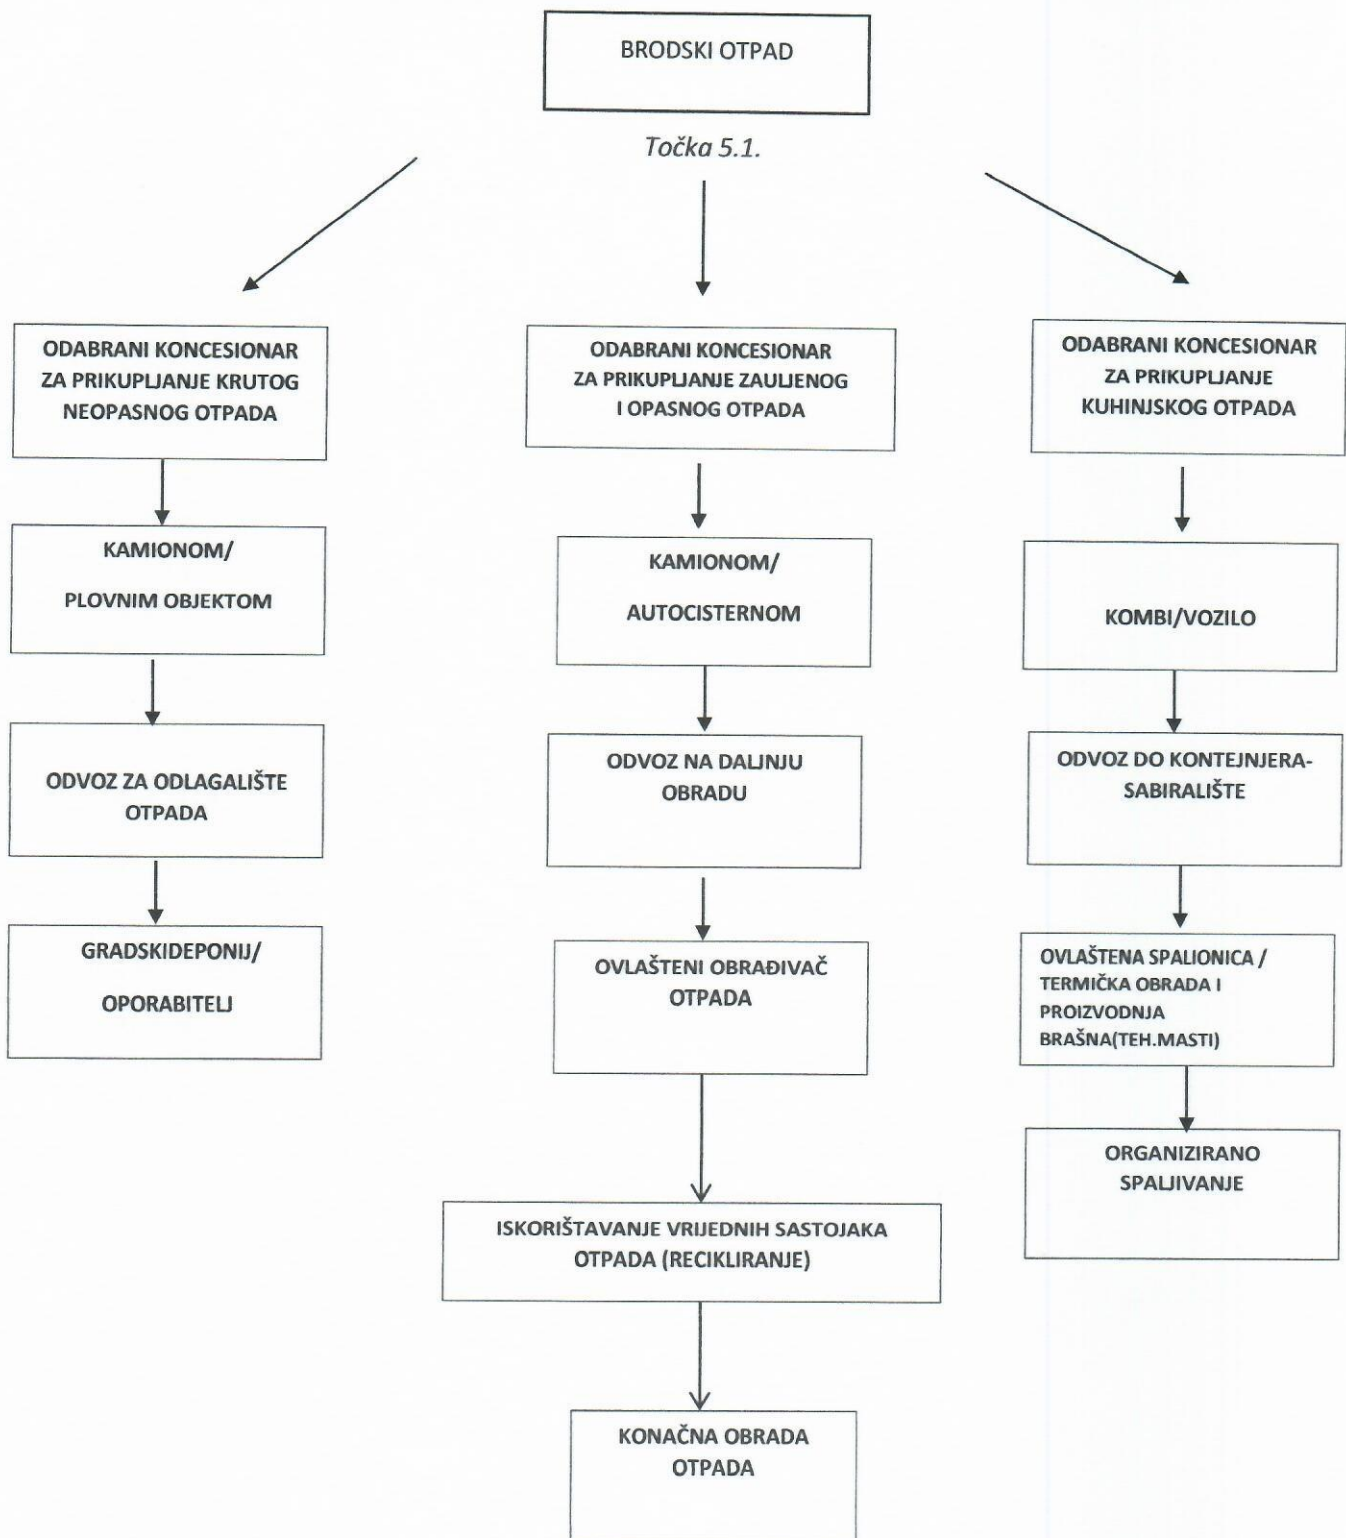 BRODSKI OTPAD
Točka 5.1.
ODABRANI KONCESIONAR
ZA PRIKUPLJANJE KRUTOG
NEOPASNOG OTPADA
KAMIONOM/
PLOVNIM OBJEKTOM
ODVOZ ZA ODLAGALIŠTE
OTPADA
GRADSKIDEPONIJ/
OPORABITELJ
ODABRANI KONCESIONAR
ZA PRIKUPLJANJE ZAULJENOG
I OPASNOG OTPADA
KAMIONOM/
AUTOCISTERNOM
ODVOZ NA DALJNJU
OBRADU
OVLAŠTENI OBRAĐIVAČ
OTPADA
ISKORIŠTAVANJE VRIJEDNIH SASTOJAKA
OTPADA (RECIKLIRANJE)
KONAČNA OBRADA
OTPADA
ODABRANI KONCESIONAR
ZA PRIKUPLJANJE
KUHINJSKOG OTPADA
KOMBI/VOZILO
ODVOZ DO KONTEJNJERA-
SABIRALIŠTE
OVLAŠTENA SPALIONICA /
TERMIČKA OBRADA I
PROIZVODNJA
BRAŠNA(TEH.MASTI)
ORGANIZIRANO
SPALJIVANJE